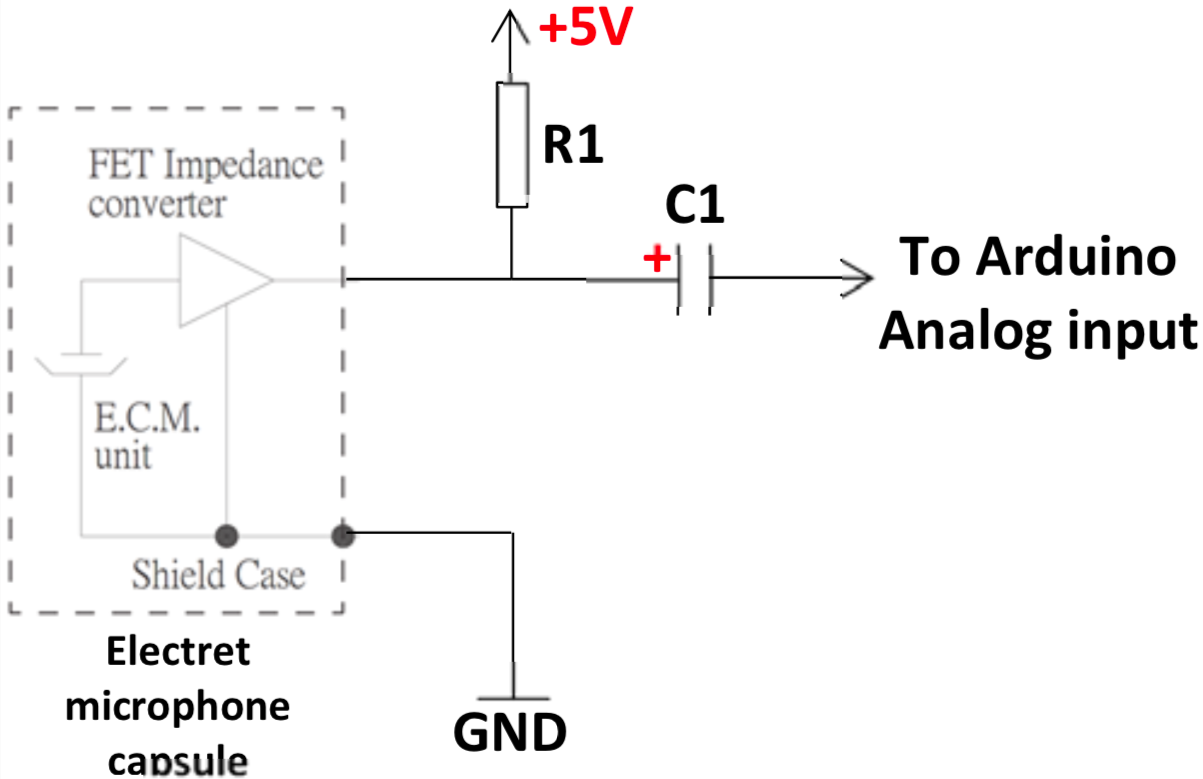 +5V
R1
FET Impedance
converter
C1
+
To Arduino
Analog input
E.C.M.
unit
Shield Case
Electret
microphone
capsule
GND